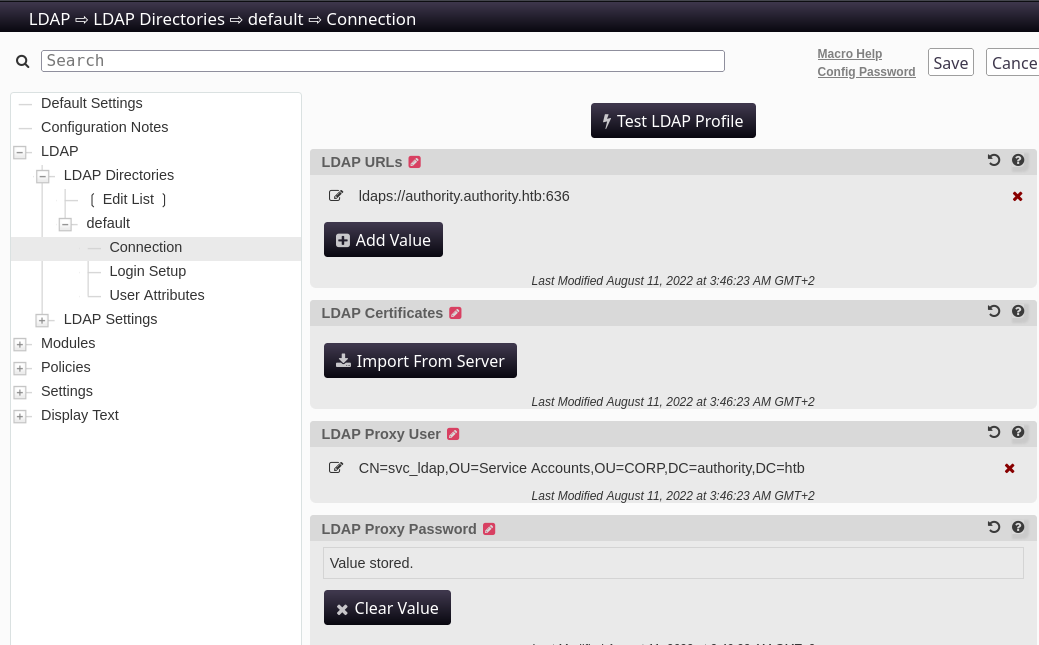 LDAP ⇨ LDAP Directories ⇨ default ⇨ Connection
Search
Macro Help
Config Password
Save
Cance
Default Settings
Configuration Notes
LDAP
LDAP Directories
[ Edit List ]
default
Connection
Login Setup
User Attributes
LDAP Settings
Modules
Policies
Settings
Display Text
Test LDAP Profile
LDAP URLs
ldaps://authority.authority.htb:636
Add Value
Last Modified August 11, 2022 at 3:46:23 AM GMT+2
LDAP Certificates
Import From Server
Last Modified August 11, 2022 at 3:46:23 AM GMT+2
LDAP Proxy User
CN=svc_ldap,OU=Service Accounts,OU=CORP,DC=authority,DC=htb
Last Modified August 11, 2022 at 3:46:23 AM GMT+2
LDAP Proxy Password
Value stored.
Clear Value